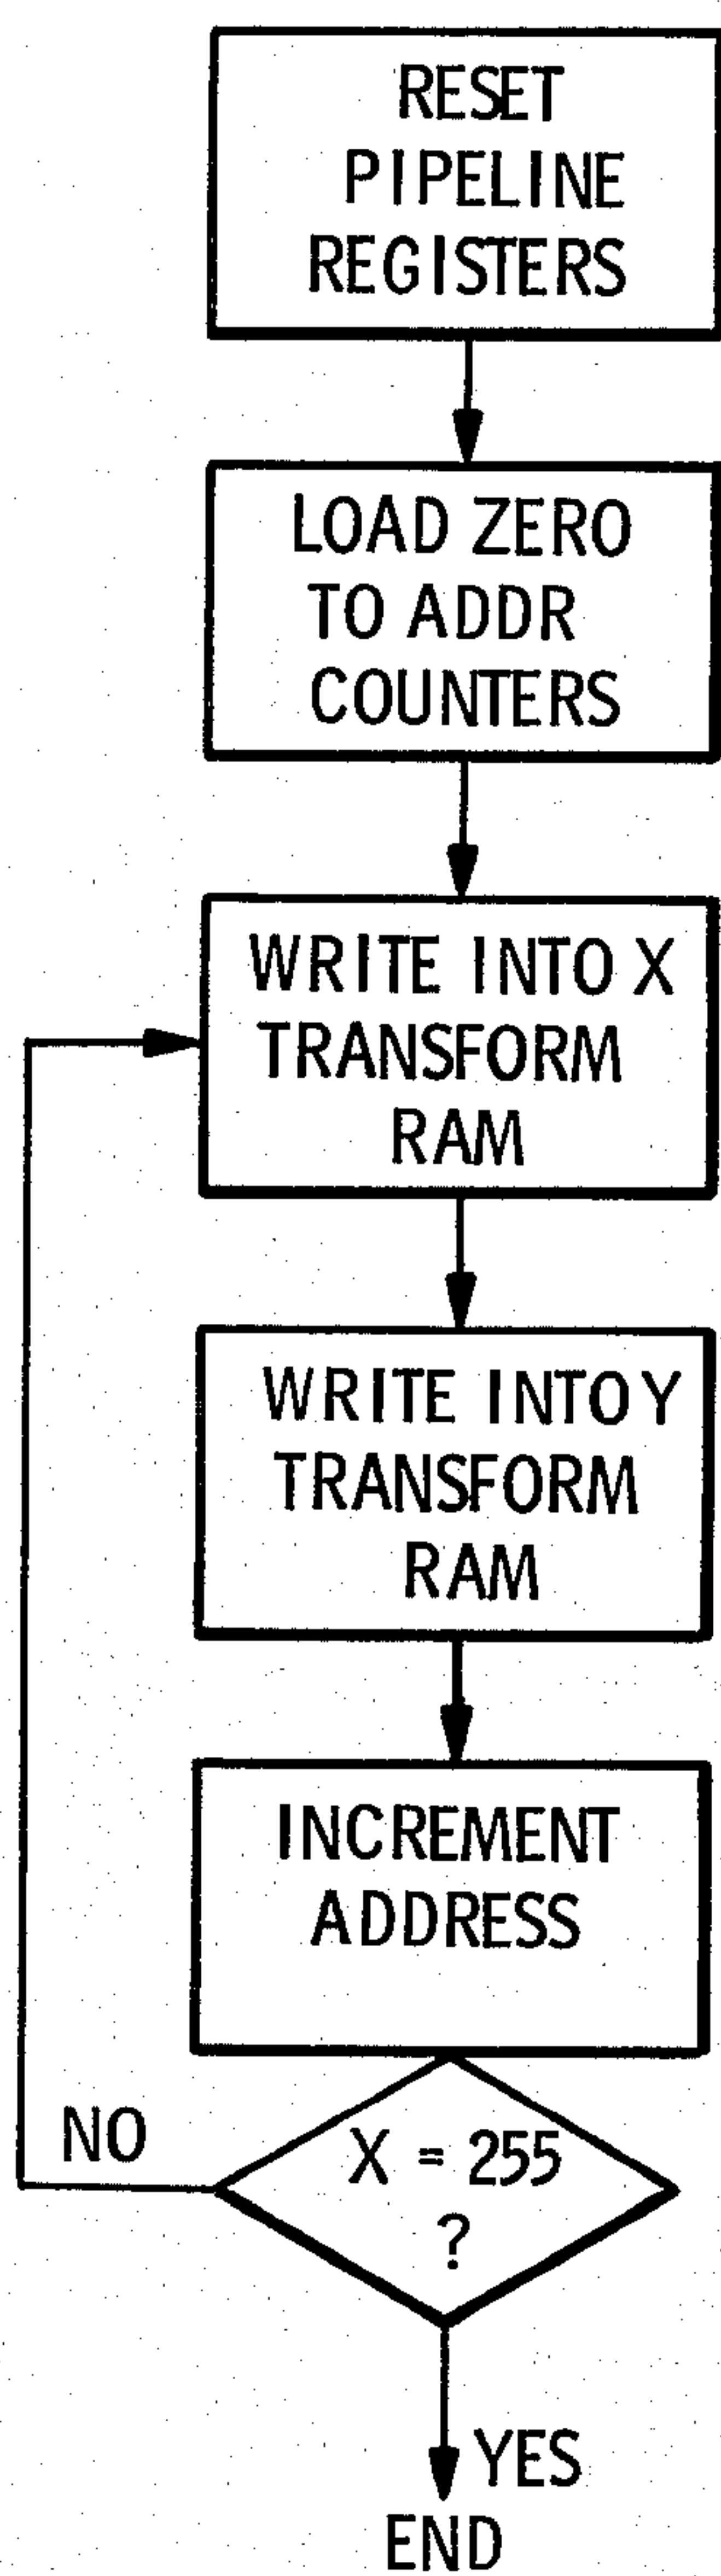 RESET
PIPELINE
REGISTERS
LOAD ZERO
TO ADDR
COUNTERS
WRITE INTO X
TRANSFORM
RAM
WRITE INTO Y
TRANSFORM
RAM
INCREMENT
ADDRESS
NO
X = 255
?
YES
END